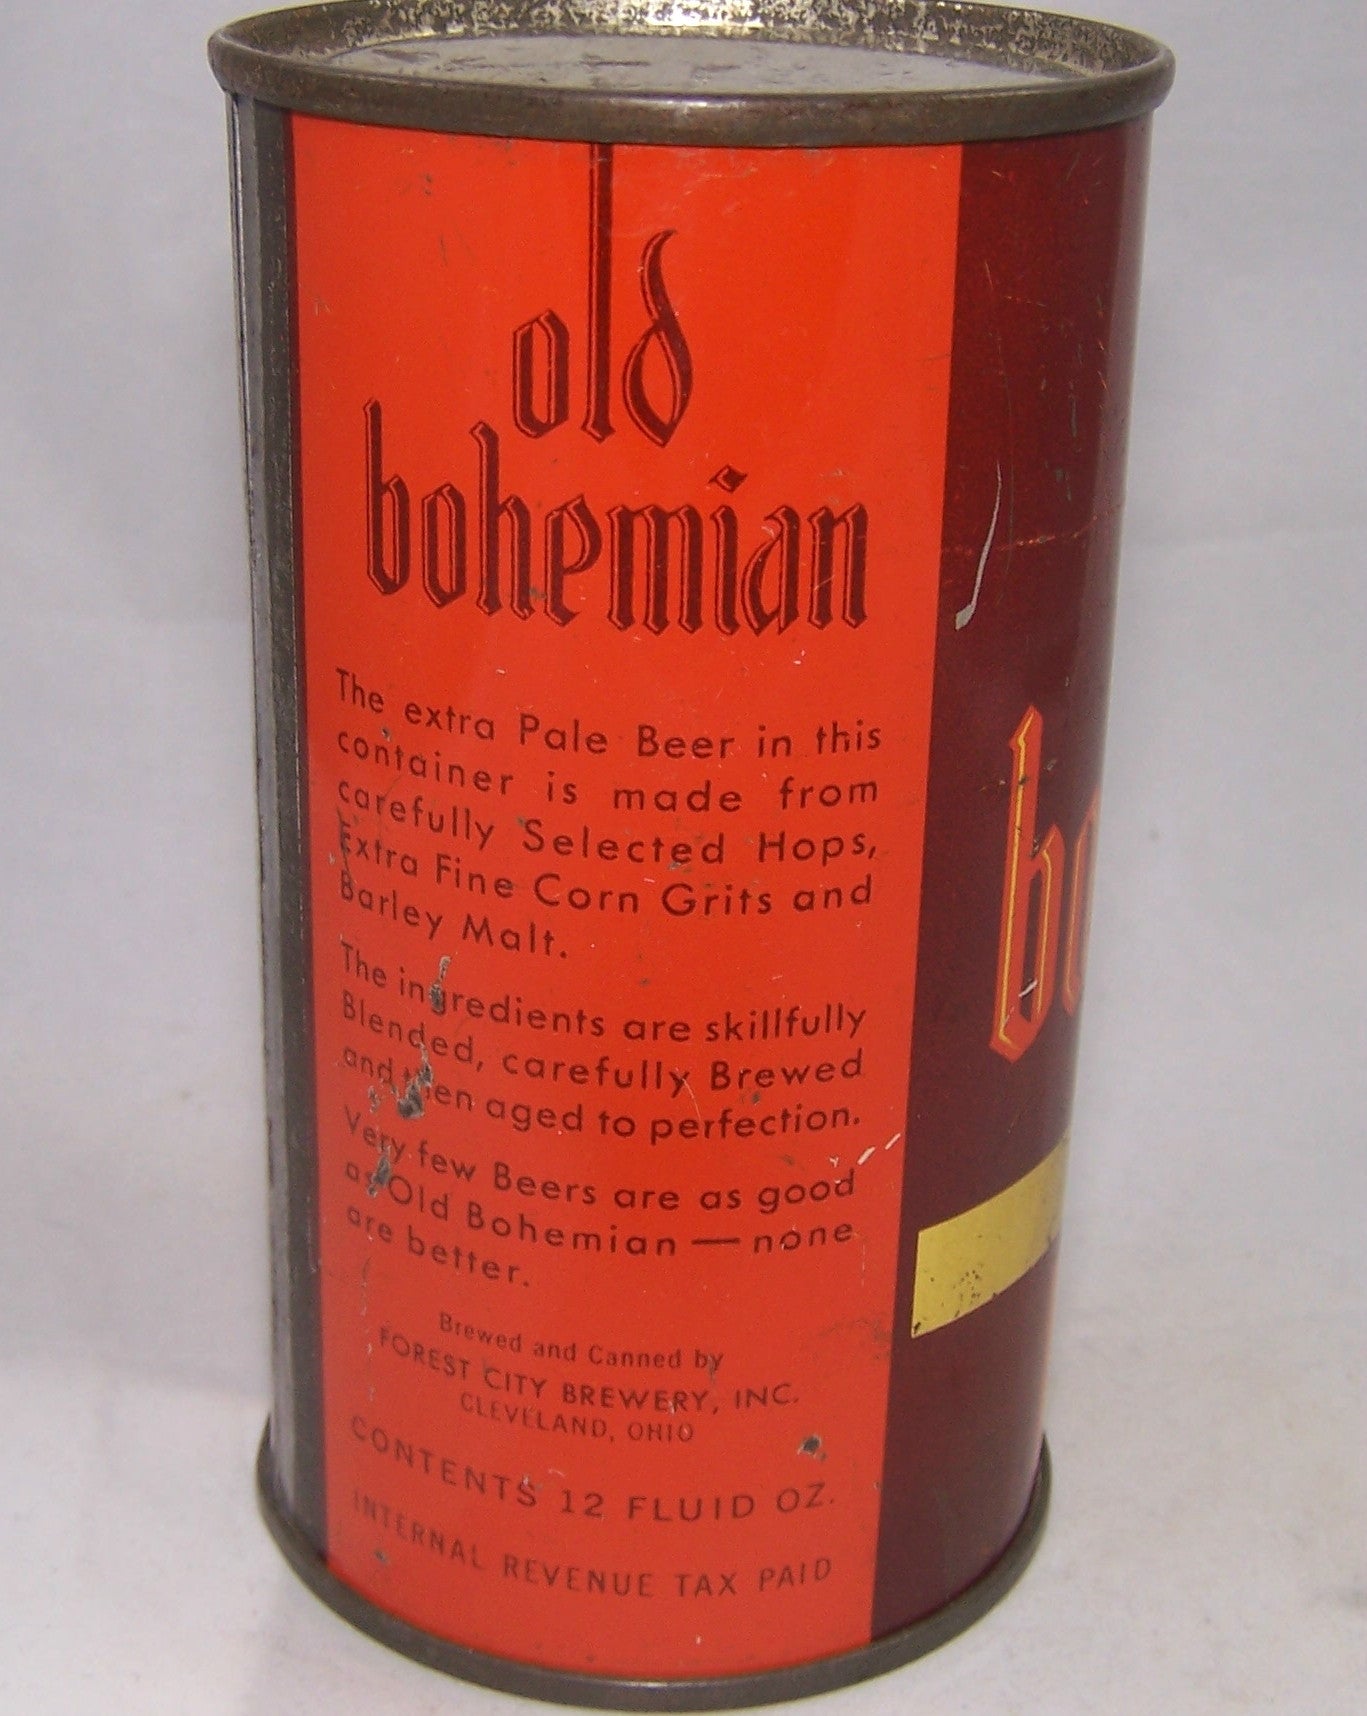 old
bohemian
The extra Pale Beer in this
container is made from
carefully Selected Hops,
Extra Fine Corn Grits and
Barley Malt.
The ingredients are skillfully
Blended, carefully Brewed
and then aged to perfection.
Very few Beers are as good
as Old Bohemian — none
are better.
Brewed and Canned by
FOREST CITY BREWERY, INC.
CLEVELAND, OHIO
CONTENTS 12 FLUID OZ.
INTERNAL REVENUE TAX PAID
bo